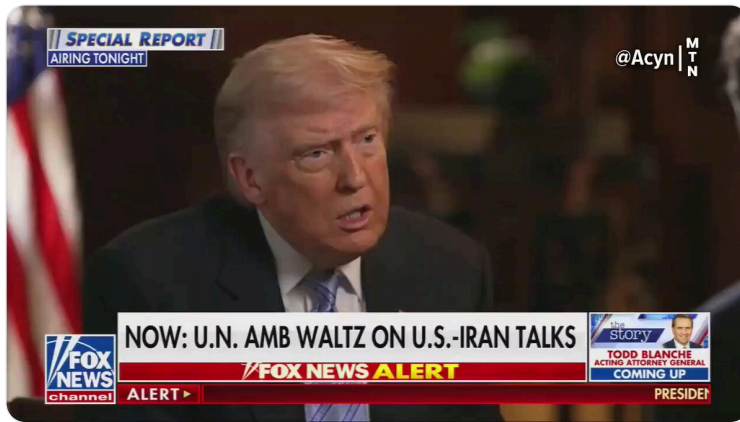 SPECIAL REPORT
AIRING TONIGHT
@Acyn
MTN
NOW: U.N. AMB WALTZ ON U.S.-IRAN TALKS
FOX NEWS ALERT
the story
TODD BLANCHE
ACTING ATTORNEY GENERAL
COMING UP
FOX
NEWS
channel
ALERT
PRESIDEN